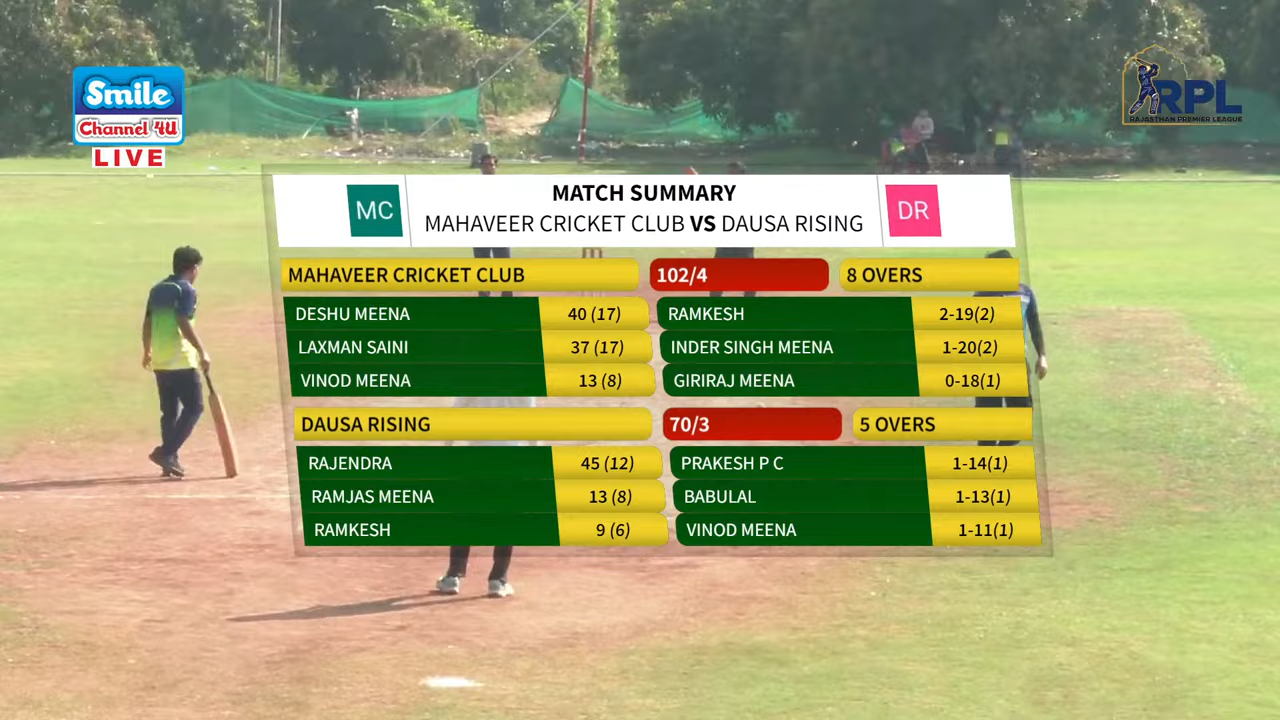 Smile
Channel 4U
LIVE
RPL
RAJASTHAN PREMIER LEAGUE
MC
MATCH SUMMARY
MAHAVEER CRICKET CLUB VS DAUSA RISING
DR
MAHAVEER CRICKET CLUB 102/4 8 OVERS
DESHU MEENA 40 (17) RAMKESH 2-19(2)
LAXMAN SAINI 37 (17) INDER SINGH MEENA 1-20(2)
VINOD MEENA 13 (8) GIRIRAJ MEENA 0-18(1)
DAUSA RISING 70/3 5 OVERS
RAJENDRA 45 (12) PRAKESH P C 1-14(1)
RAMJAS MEENA 13 (8) BABULAL 1-13(1)
RAMKESH 9 (6) VINOD MEENA 1-11(1)